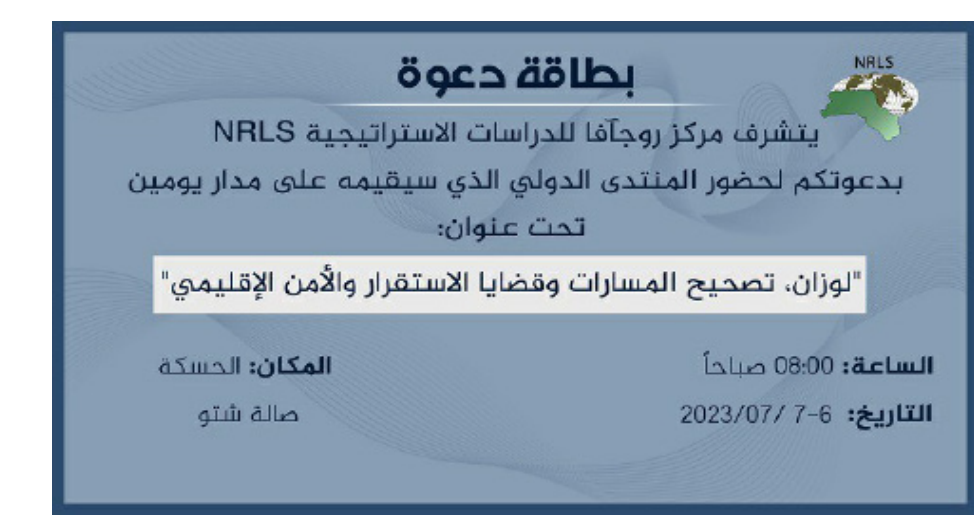 NRLS
بطاقة دعوة
يتشرف مركز روجآفا للدراسات الاستراتيجية NRLS
بدعوتكم لحضور المنتدى الدولي الذي سيقيمه على مدار يومين
تحت عنوان:
"لوزان، تصحيح المسارات وقضايا الاستقرار والأمن الإقليمي"
الساعة: 08:00 صباحاً
المكان: الحسكة
التاريخ: 6-7 /2023/07
صالة شتو